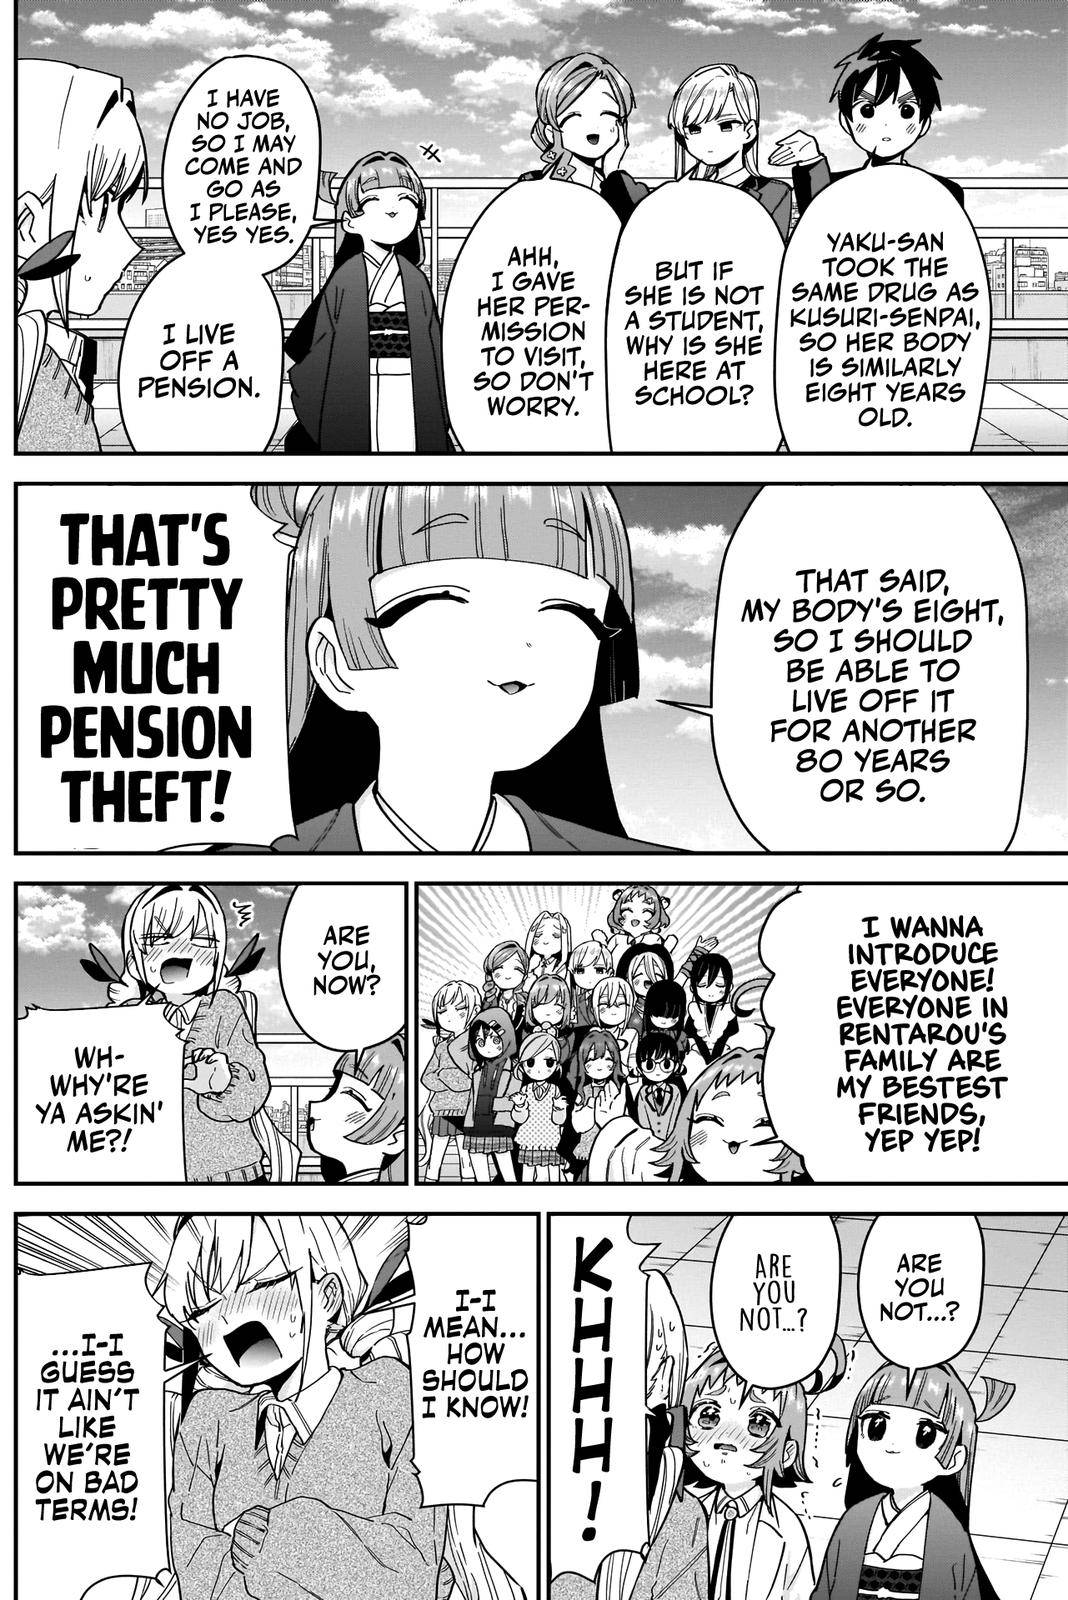 YAKU-SAN
TOOK THE
SAME DRUG AS
KUSURI-SENPAI,
SO HER BODY
IS SIMILARLY
EIGHT YEARS
OLD.
BUT IF
SHE IS NOT
A STUDENT,
WHY IS SHE
HERE AT
SCHOOL?
AHH,
I GAVE
HER PER-
MISSION
TO VISIT,
SO DON'T
WORRY.
I HAVE
NO JOB,
SO I MAY
COME AND
GO AS
I PLEASE,
YES YES.
I LIVE
OFF A
PENSION.
THAT SAID,
MY BODY'S EIGHT,
SO I SHOULD
BE ABLE TO
LIVE OFF IT
FOR ANOTHER
80 YEARS
OR SO.
THAT'S
PRETTY
MUCH
PENSION
THEFT!
I WANNA
INTRODUCE
EVERYONE!
EVERYONE IN
RENTAROU'S
FAMILY ARE
MY BESTEST
FRIENDS,
YEP YEP!
ARE
YOU,
NOW?
WH-
WHY'RE
YA ASKIN'
ME?!
ARE
YOU
NOT...?
ARE
YOU
NOT...?
KHHH!
I-I
MEAN...
HOW
SHOULD
I KNOW!
...I-I
GUESS
IT AIN'T
LIKE
WE'RE
ON BAD
TERMS!